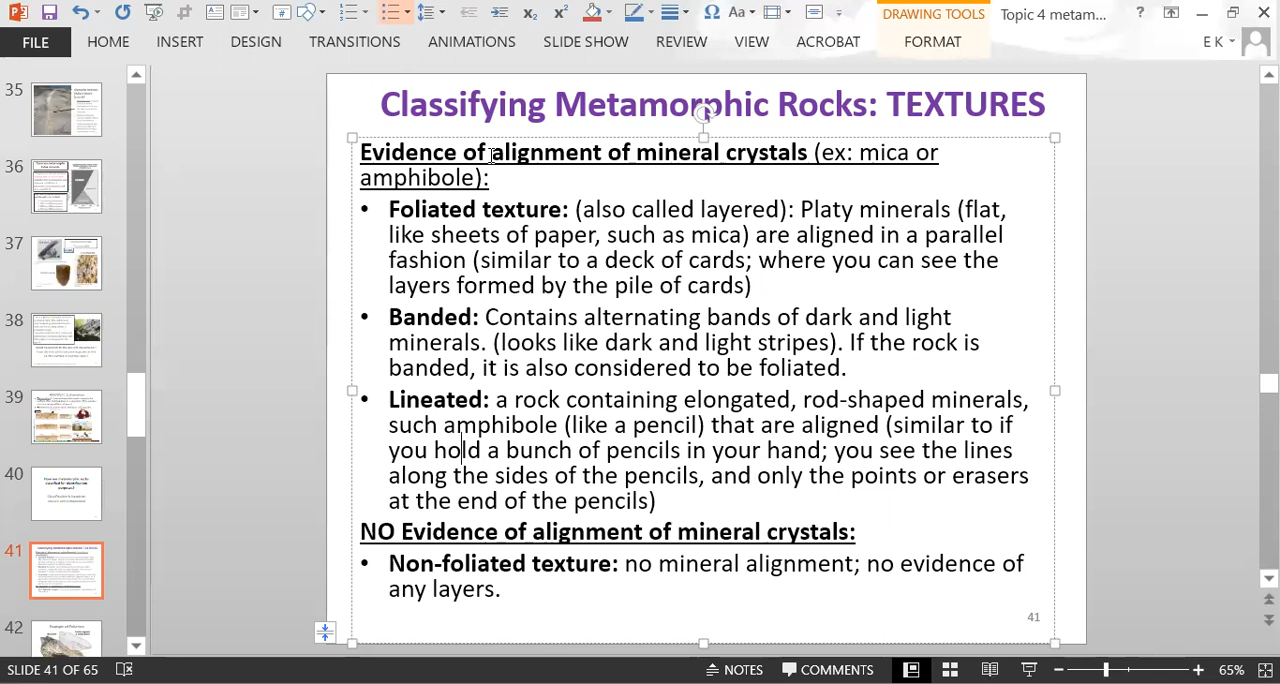 DRAWING TOOLS
Topic 4 metam...
?
FILE
HOME
INSERT
DESIGN
TRANSITIONS
ANIMATIONS
SLIDE SHOW
REVIEW
VIEW
ACROBAT
FORMAT
E K
35
36
37
38
39
40
41
42
Classifying Metamorphic Rocks: TEXTURES
Evidence of alignment of mineral crystals (ex: mica or
amphibole):
• Foliated texture: (also called layered): Platy minerals (flat,
like sheets of paper, such as mica) are aligned in a parallel
fashion (similar to a deck of cards; where you can see the
layers formed by the pile of cards)
• Banded: Contains alternating bands of dark and light
minerals. (looks like dark and light stripes). If the rock is
banded, it is also considered to be foliated.
• Lineated: a rock containing elongated, rod-shaped minerals,
such amphibole (like a pencil) that are aligned (similar to if
you hold a bunch of pencils in your hand; you see the lines
along the sides of the pencils, and only the points or erasers
at the end of the pencils)
NO Evidence of alignment of mineral crystals:
• Non-foliated texture: no mineral alignment; no evidence of
any layers.
41
SLIDE 41 OF 65
NOTES
COMMENTS
65%